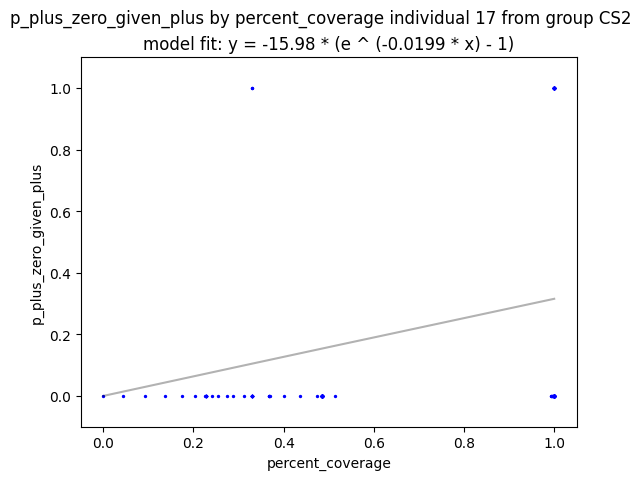 p_plus_zero_given_plus by percent_coverage individual 17 from group CS2
model fit: y = -15.98 * (e ^ (-0.0199 * x) - 1)
1.0
0.8
0.6
0.4
0.2
0.0
p_plus_zero_given_plus
0.0 0.2 0.4 0.6 0.8 1.0
percent_coverage